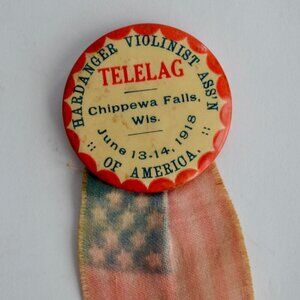 HARDANGER VIOLINIST ASS'N
TELELAG
Chippewa Falls,
Wis.
June 13-14, 1918
:: OF AMERICA. ::